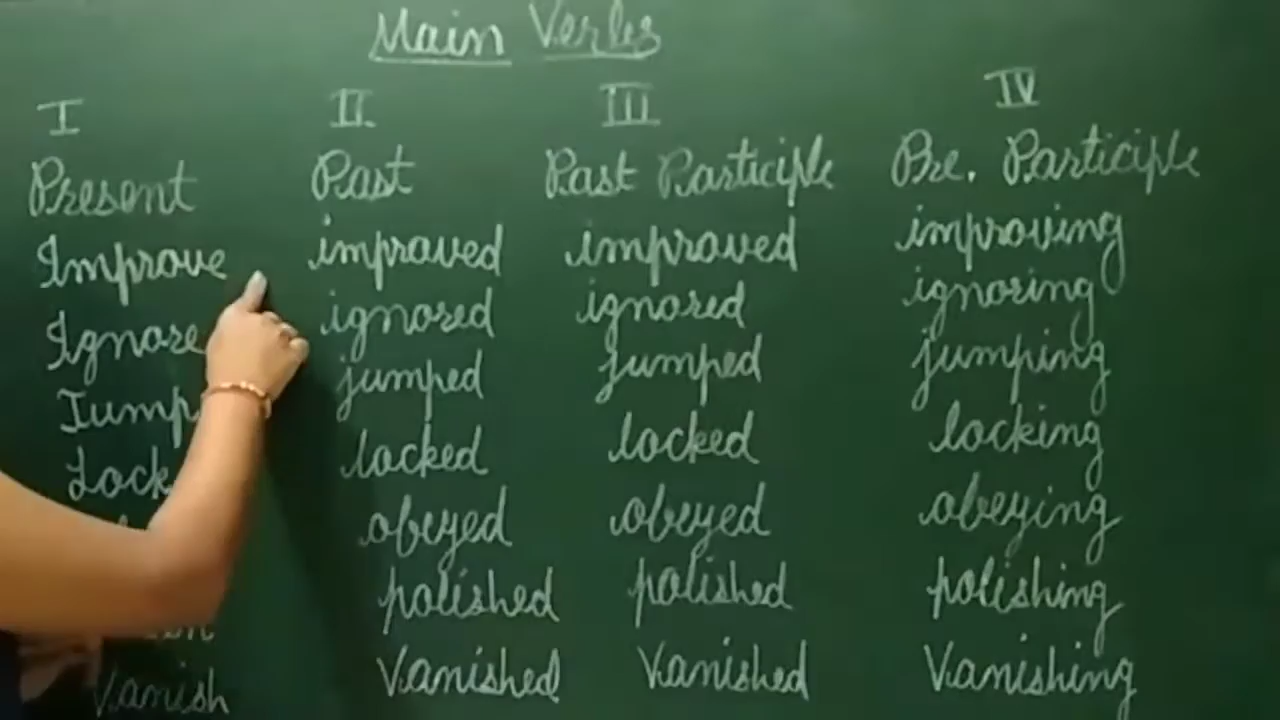 Main Verbs
I II III IV
Present Past Past Participle Pre. Participle
Improve improved improved improving
Ignore ignored ignored ignoring
Jump jumped jumped jumping
Lock locked locked locking
obeyed obeyed obeying
polished polished polishing
Vanish Vanished Vanished Vanishing